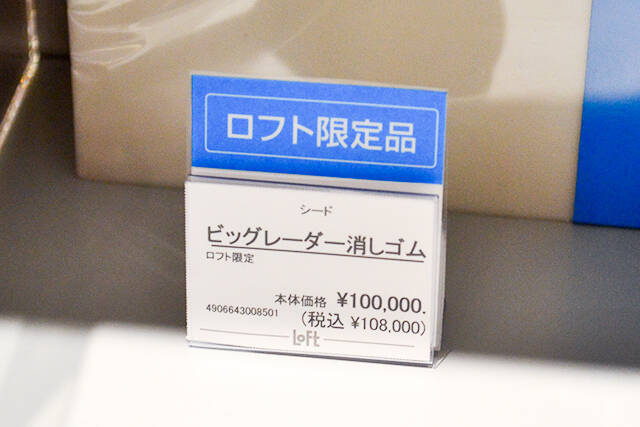 ロフト限定品
シード
ビッグレーダー消しゴム
ロフト限定
本体価格 ¥100,000.
4906643008501
(税込 ¥108,000)
LoFt